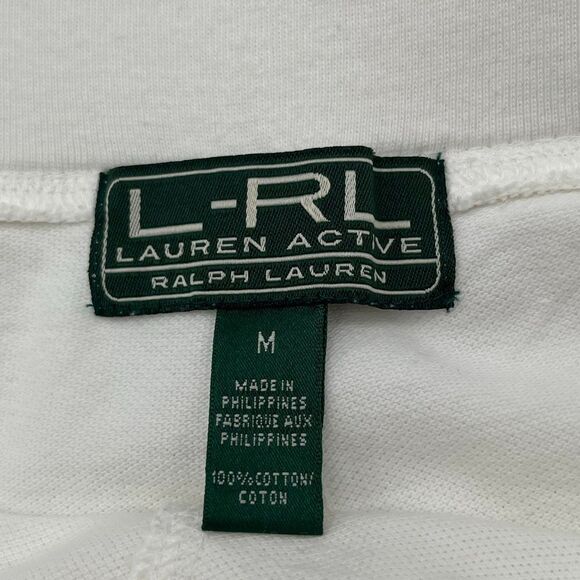 L-RL
LAUREN ACTIVE
RALPH LAUREN
M
MADE IN
PHILIPPINES
FABRIQUE AUX
PHILIPPINES
100%COTTON/
COTON